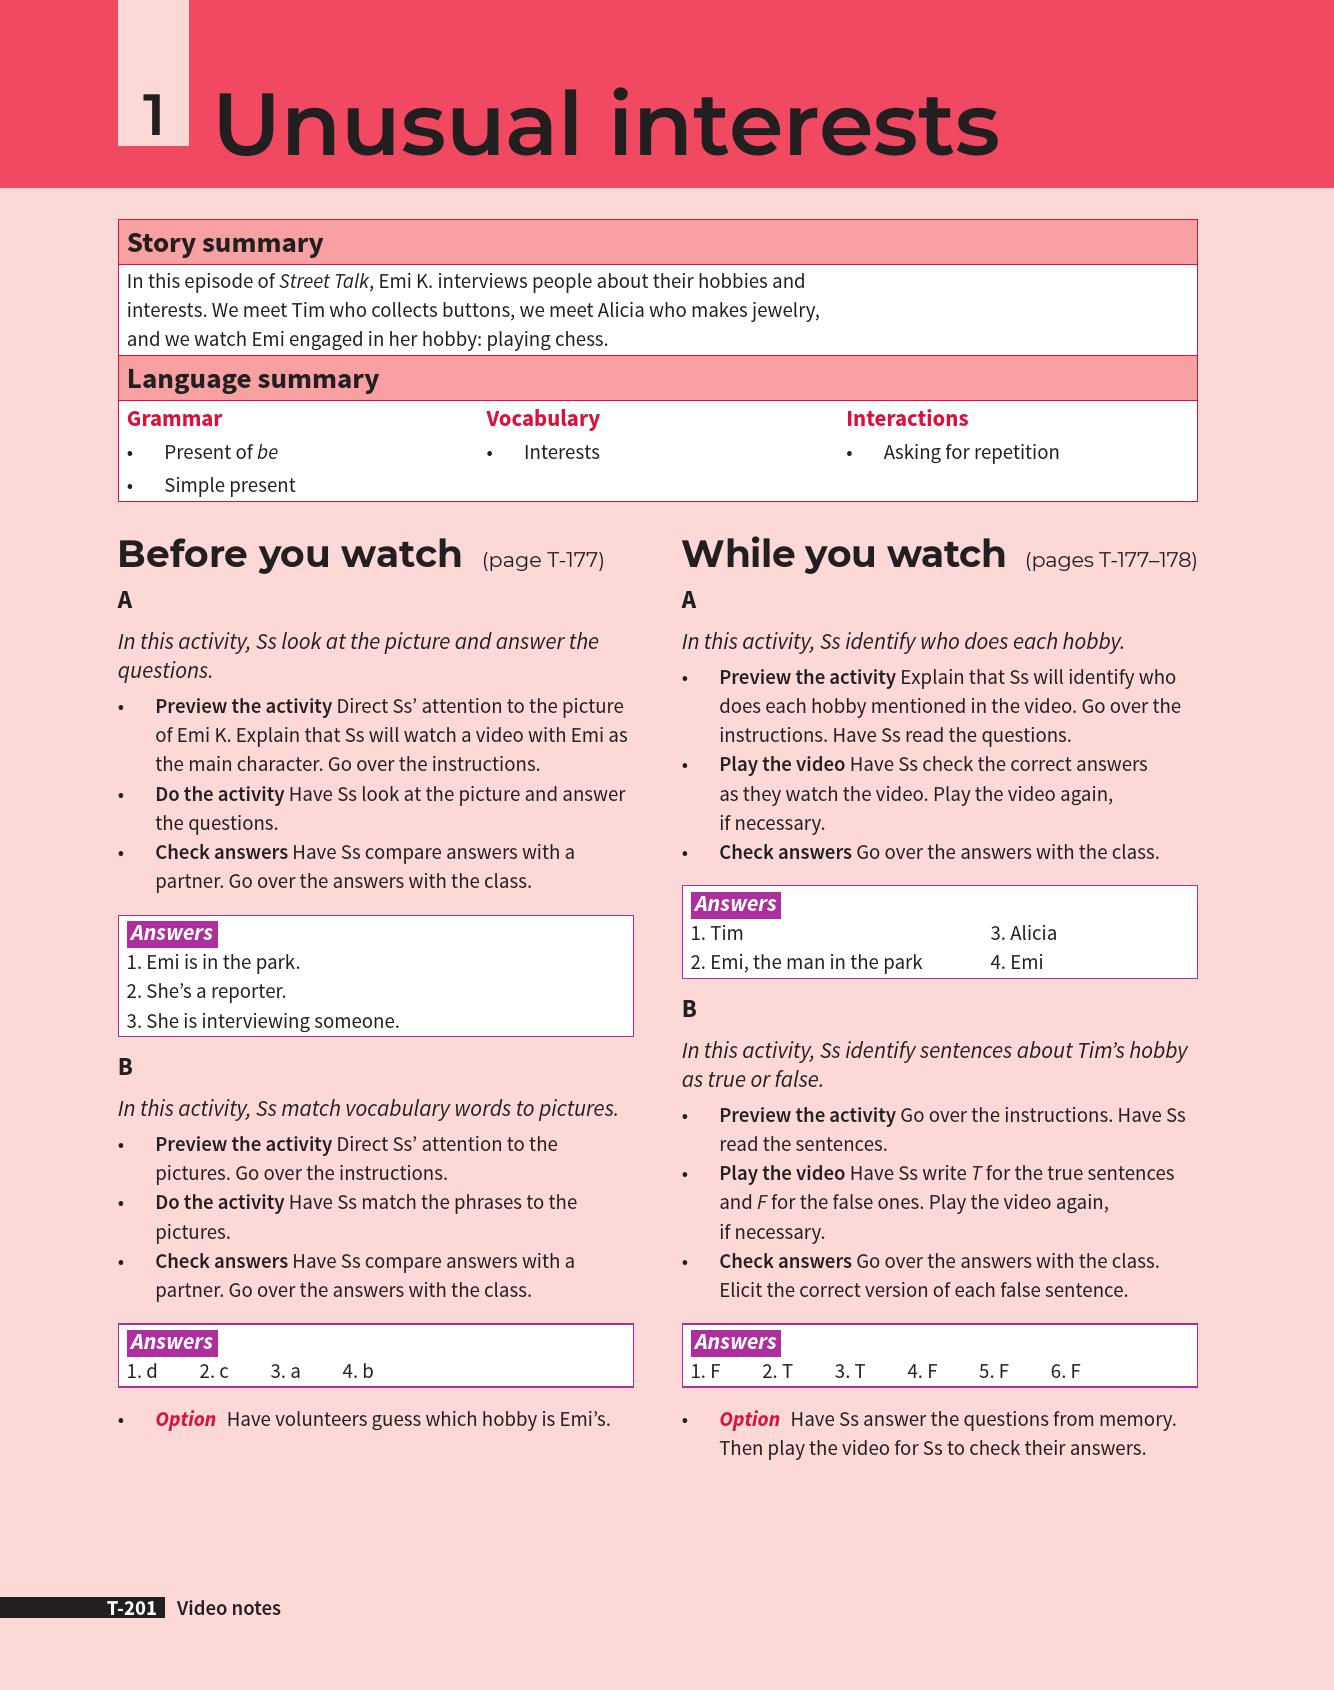 1 Unusual interests
Story summary
In this episode of Street Talk, Emi K. interviews people about their hobbies and
interests. We meet Tim who collects buttons, we meet Alicia who makes jewelry,
and we watch Emi engaged in her hobby: playing chess.
Language summary
Grammar
• Present of be
• Simple present
Vocabulary
• Interests
Interactions
• Asking for repetition
Before you watch (page T-177)
A
In this activity, Ss look at the picture and answer the
questions.
• Preview the activity Direct Ss’ attention to the picture
of Emi K. Explain that Ss will watch a video with Emi as
the main character. Go over the instructions.
• Do the activity Have Ss look at the picture and answer
the questions.
• Check answers Have Ss compare answers with a
partner. Go over the answers with the class.
Answers
1. Emi is in the park.
2. She’s a reporter.
3. She is interviewing someone.
B
In this activity, Ss match vocabulary words to pictures.
• Preview the activity Direct Ss’ attention to the
pictures. Go over the instructions.
• Do the activity Have Ss match the phrases to the
pictures.
• Check answers Have Ss compare answers with a
partner. Go over the answers with the class.
Answers
1. d 2. c 3. a 4. b
• Option Have volunteers guess which hobby is Emi’s.
While you watch (pages T-177–178)
A
In this activity, Ss identify who does each hobby.
• Preview the activity Explain that Ss will identify who
does each hobby mentioned in the video. Go over the
instructions. Have Ss read the questions.
• Play the video Have Ss check the correct answers
as they watch the video. Play the video again,
if necessary.
• Check answers Go over the answers with the class.
Answers
1. Tim 3. Alicia
2. Emi, the man in the park 4. Emi
B
In this activity, Ss identify sentences about Tim’s hobby
as true or false.
• Preview the activity Go over the instructions. Have Ss
read the sentences.
• Play the video Have Ss write T for the true sentences
and F for the false ones. Play the video again,
if necessary.
• Check answers Go over the answers with the class.
Elicit the correct version of each false sentence.
Answers
1. F 2. T 3. T 4. F 5. F 6. F
• Option Have Ss answer the questions from memory.
Then play the video for Ss to check their answers.
T-201 Video notes